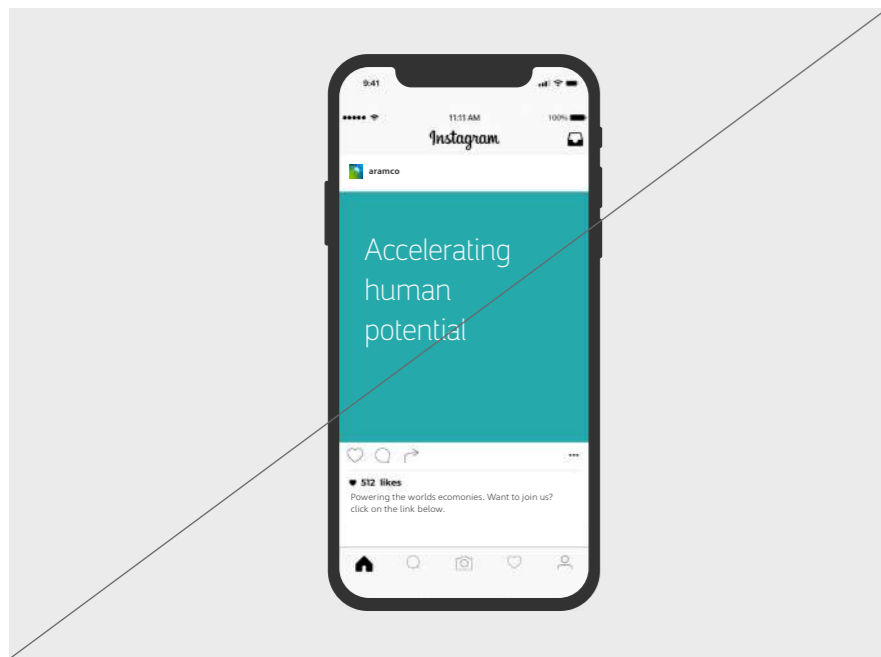 9:41
11:11 AM
100%
Instagram
aramco
Accelerating
human
potential
512 likes
Powering the worlds ecomonies. Want to join us?
click on the link below.